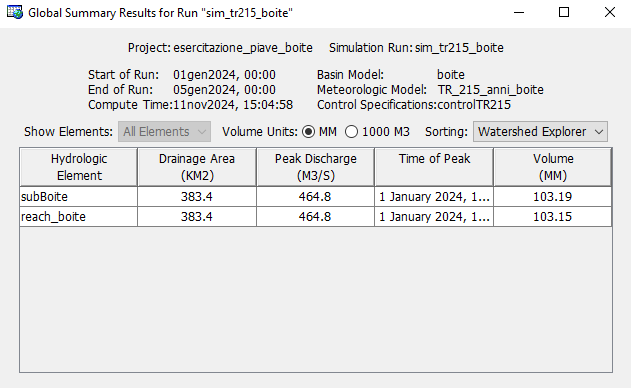 Global Summary Results for Run "sim_tr215_boite"
Project: esercitazione_piave_boite Simulation Run: sim_tr215_boite
Start of Run: 01gen2024, 00:00 Basin Model: boite
End of Run: 05gen2024, 00:00 Meteorologic Model: TR_215_anni_boite
Compute Time:11nov2024, 15:04:58 Control Specifications:controlTR215
Show Elements: All Elements Volume Units: MM 1000 M3 Sorting: Watershed Explorer
Hydrologic Element Drainage Area (KM2) Peak Discharge (M3/S) Time of Peak Volume (MM)
subBoite 383.4 464.8 1 January 2024, 1... 103.19
reach_boite 383.4 464.8 1 January 2024, 1... 103.15